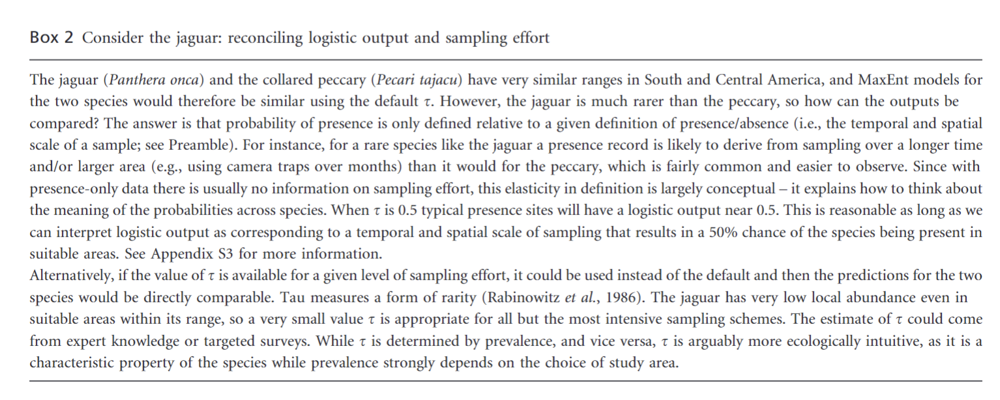 Box 2 Consider the jaguar: reconciling logistic output and sampling effort
The jaguar (Panthera onca) and the collared peccary (Pecari tajacu) have very similar ranges in South and Central America, and MaxEnt models for
the two species would therefore be similar using the default τ. However, the jaguar is much rarer than the peccary, so how can the outputs be
compared? The answer is that probability of presence is only defined relative to a given definition of presence/absence (i.e., the temporal and spatial
scale of a sample; see Preamble). For instance, for a rare species like the jaguar a presence record is likely to derive from sampling over a longer time
and/or larger area (e.g., using camera traps over months) than it would for the peccary, which is fairly common and easier to observe. Since with
presence-only data there is usually no information on sampling effort, this elasticity in definition is largely conceptual – it explains how to think about
the meaning of the probabilities across species. When τ is 0.5 typical presence sites will have a logistic output near 0.5. This is reasonable as long as we
can interpret logistic output as corresponding to a temporal and spatial scale of sampling that results in a 50% chance of the species being present in
suitable areas. See Appendix S3 for more information.
Alternatively, if the value of τ is available for a given level of sampling effort, it could be used instead of the default and then the predictions for the two
species would be directly comparable. Tau measures a form of rarity (Rabinowitz et al., 1986). The jaguar has very low local abundance even in
suitable areas within its range, so a very small value τ is appropriate for all but the most intensive sampling schemes. The estimate of τ could come
from expert knowledge or targeted surveys. While τ is determined by prevalence, and vice versa, τ is arguably more ecologically intuitive, as it is a
characteristic property of the species while prevalence strongly depends on the choice of study area.